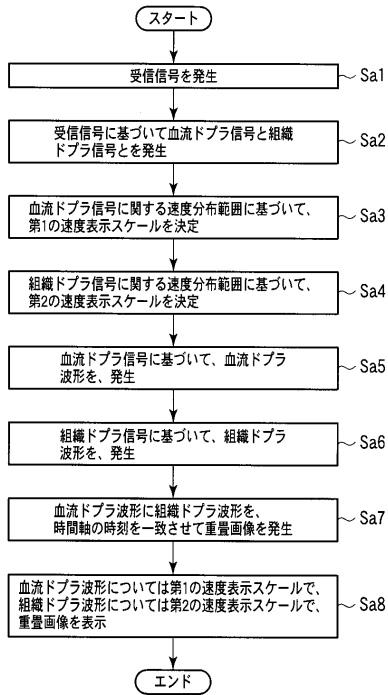 スタート
受信信号を発生
Sa1
受信信号に基づいて血流ドプラ信号と組織
ドプラ信号とを発生
Sa2
血流ドプラ信号に関する速度分布範囲に基づいて、
第1の速度表示スケールを決定
Sa3
組織ドプラ信号に関する速度分布範囲に基づいて、
第2の速度表示スケールを決定
Sa4
血流ドプラ信号に基づいて、血流ドプラ
波形を、発生
Sa5
組織ドプラ信号に基づいて、組織ドプラ
波形を、発生
Sa6
血流ドプラ波形に組織ドプラ波形を、
時間軸の時刻を一致させて重畳画像を発生
Sa7
血流ドプラ波形については第1の速度表示スケールで、
組織ドプラ波形については第2の速度表示スケールで、
重畳画像を表示
Sa8
エンド